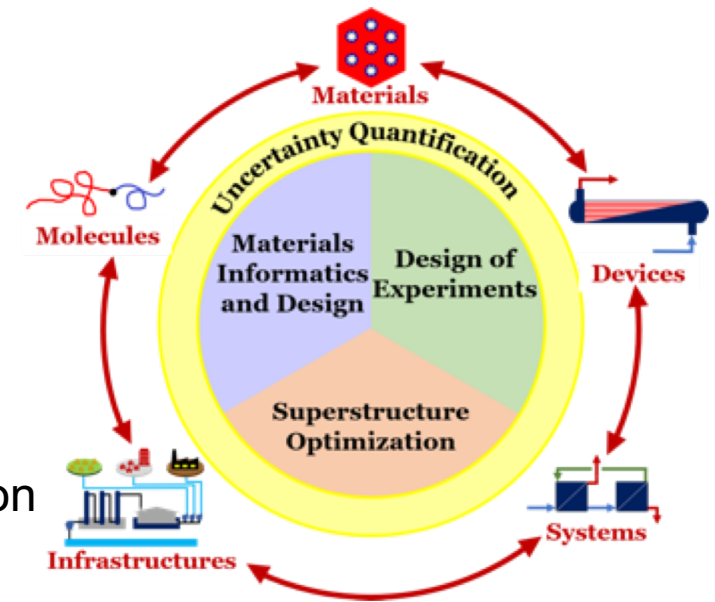 Materials
Uncertainty Quantification
Molecules
Materials
Informatics
and Design
Design of
Experiments
Devices
Superstructure
Optimization
on
Infrastructures
Systems